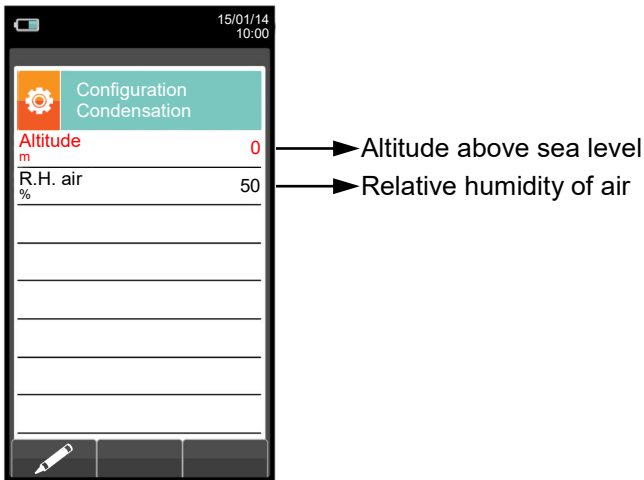 15/01/14
10:00
Configuration
Condensation
Altitude
m
0
Altitude above sea level
R.H. air
%
50
Relative humidity of air